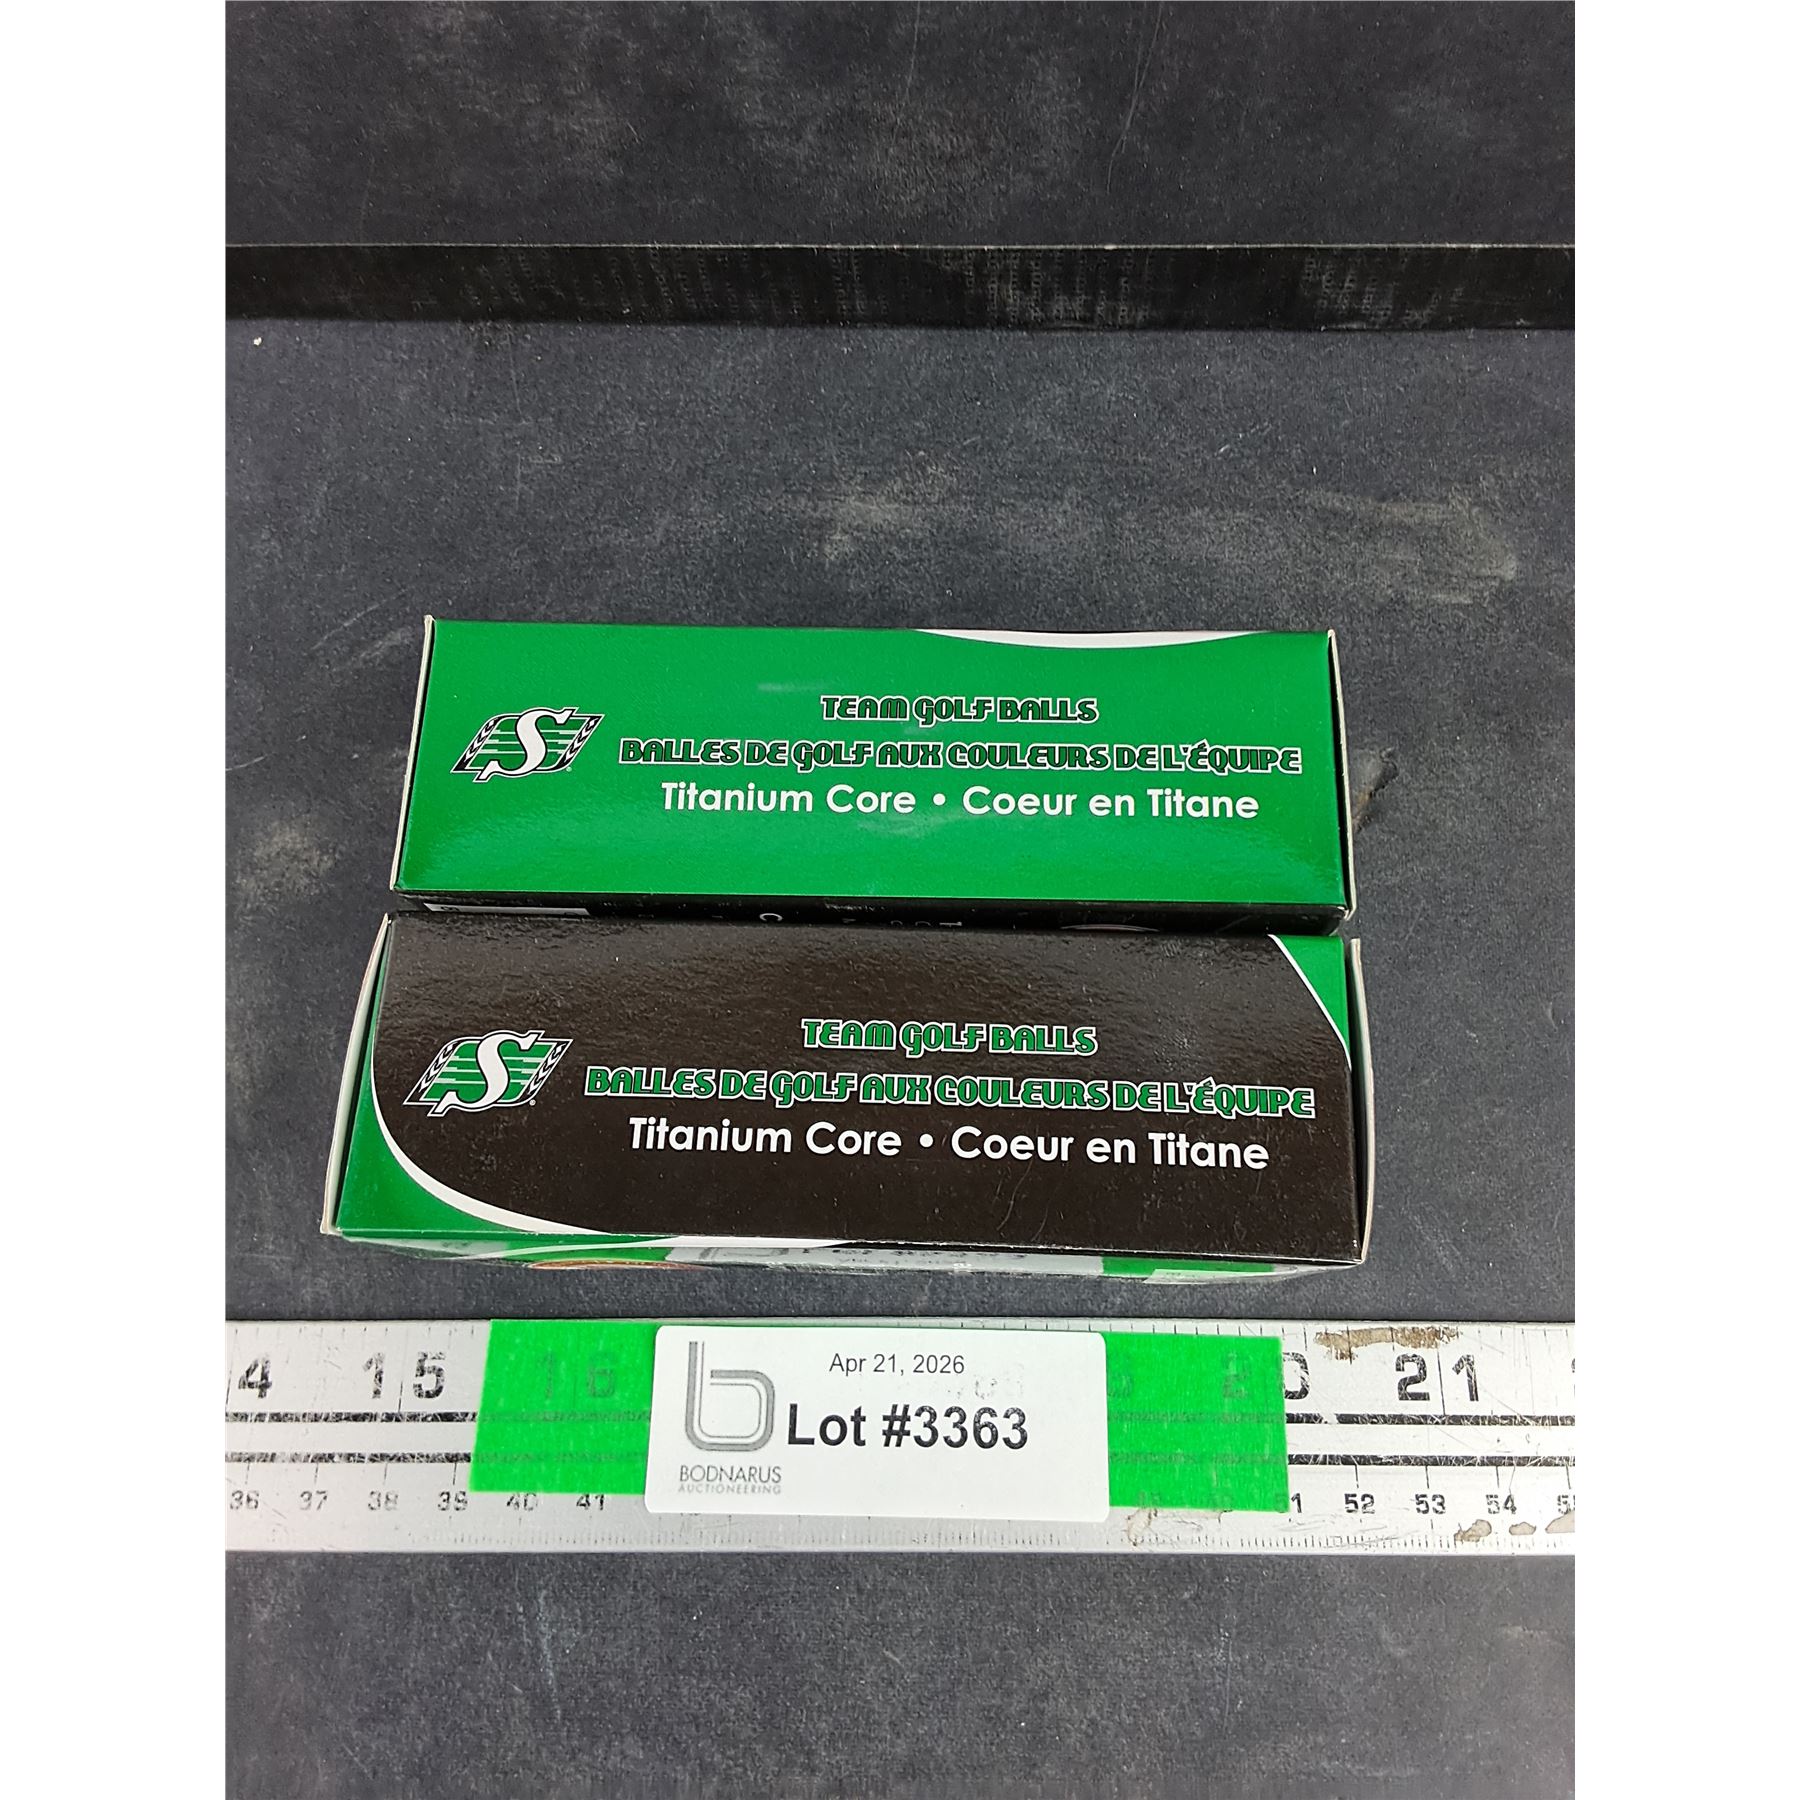 S
TEAM GOLF BALLS
BALLES DE GOLF AUX COULEURS DE L'ÉQUIPE
Titanium Core • Coeur en Titane
S
TEAM GOLF BALLS
BALLES DE GOLF AUX COULEURS DE L'ÉQUIPE
Titanium Core • Coeur en Titane
4 15 16 20 21
Apr 21, 2026
b Lot #3363
BODNARUS
AUCTIONEERING
36 37 38 39 40 41 52 53 54